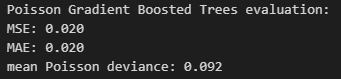 Poisson Gradient Boosted Trees evaluation:
MSE: 0.020
MAE: 0.020
mean Poisson deviance: 0.092